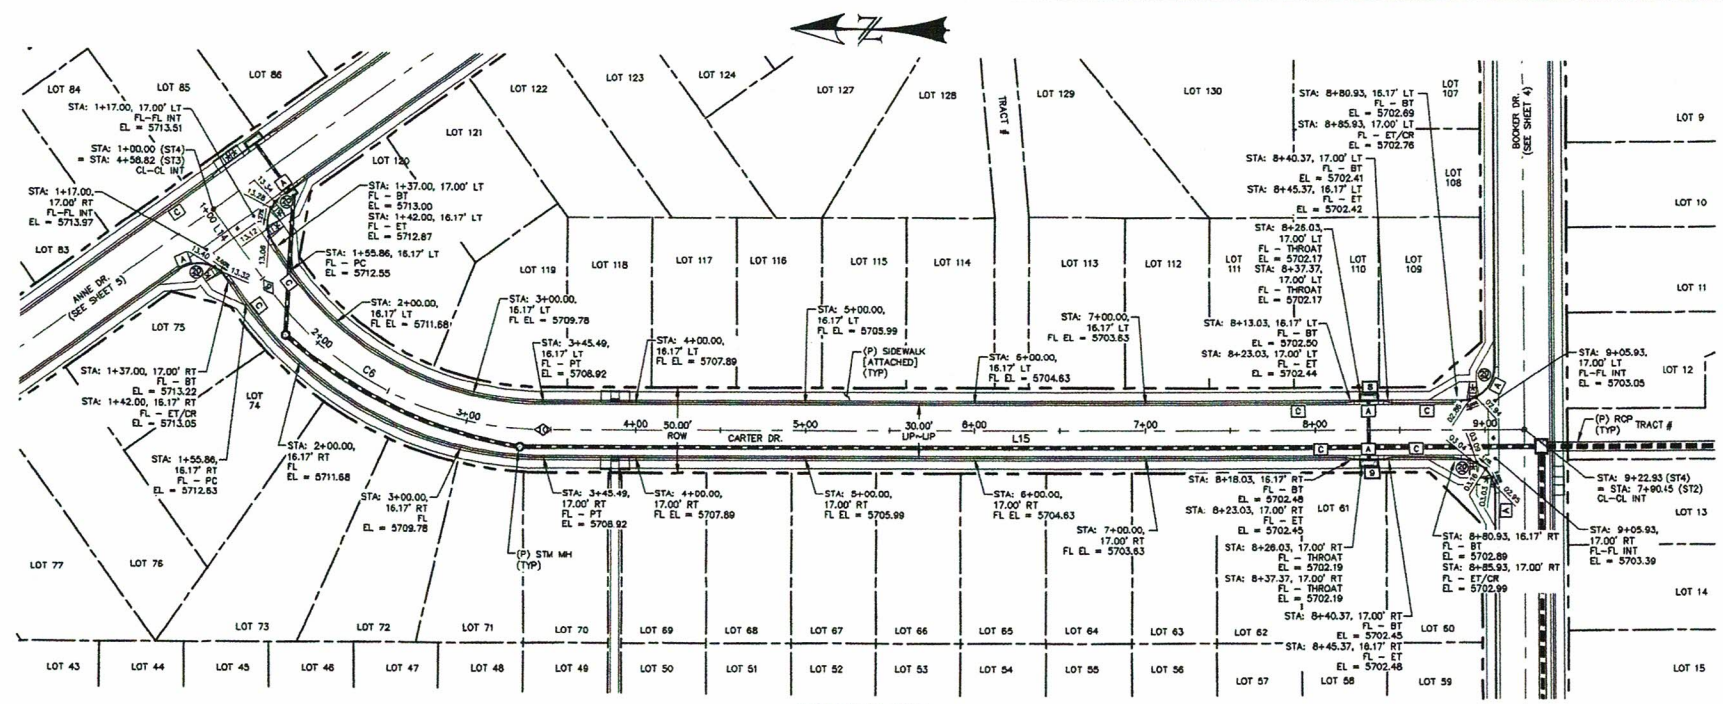 N
LOT 84
LOT 85
LOT 86
STA: 1+17.00, 17.00' LT
FL-FL INT
EL = 5713.51
STA: 1+00.00 (ST4)
= STA: 4+58.82 (ST3)
CL-CL INT
STA: 1+17.00,
17.00' RT
FL-FL INT
EL = 5713.97
LOT 83
ANNE DR.
(SEE SHEET 5)
1+00
LOT 75
LOT 122
LOT 121
LOT 120
LOT 123
LOT 124
LOT 127
LOT 128
TRACT #
LOT 129
LOT 130
STA: 1+37.00, 17.00' LT
FL - BT
EL = 5713.00
STA: 1+42.00, 16.17' LT
FL - ET
EL = 5712.87
STA: 1+55.86, 16.17' LT
FL - PC
EL = 5712.55
STA: 2+00.00,
16.17' LT
FL EL = 5711.68
STA: 3+00.00,
16.17' LT
FL EL = 5709.78
STA: 3+45.49,
16.17' LT
FL - PT
EL = 5708.92
STA: 4+00.00,
16.17' LT
FL EL = 5707.89
STA: 5+00.00,
16.17' LT
FL EL = 5705.99
(P) SIDEWALK
[ATTACHED]
(TYP)
STA: 6+00.00,
16.17' LT
FL EL = 5704.63
STA: 7+00.00,
16.17' LT
FL EL = 5703.63
LOT 119
LOT 118
LOT 117
LOT 116
LOT 115
LOT 114
LOT 113
LOT 112
LOT
111
LOT
110
LOT
109
LOT
108
LOT
107
STA: 8+80.93, 16.17' LT
FL - BT
EL = 5702.69
STA: 8+85.93, 17.00' LT
FL - ET/CR
EL = 5702.76
STA: 8+40.37, 17.00' LT
FL - BT
EL = 5702.41
STA: 8+45.37, 16.17' LT
FL - ET
EL = 5702.42
STA: 8+26.03,
17.00' LT
FL - THROAT
EL = 5702.17
STA: 8+37.37,
17.00' LT
FL - THROAT
EL = 5702.17
STA: 8+13.03, 16.17' LT
FL - BT
EL = 5702.50
STA: 8+23.03, 17.00' LT
FL - ET
EL = 5702.44
BOOKER DR.
(SEE SHEET 4)
LOT 9
LOT 10
LOT 11
LOT 12
STA: 9+05.93,
17.00' LT
FL-FL INT
EL = 5703.05
(P) RCP
(TYP)
TRACT #
STA: 9+22.93 (ST4)
= STA: 7+90.45 (ST2)
CL-CL INT
STA: 9+05.93,
17.00' RT
FL-FL INT
EL = 5703.39
LOT 13
LOT 14
LOT 15
2+00
C6
3+00
4+00
50.00'
ROW
CARTER DR.
5+00
30.00'
LIP-LIP
6+00
L15
7+00
8+00
9+00
8
A
C
C
C
A
C
9
STA: 1+37.00, 17.00' RT
FL - BT
EL = 5713.22
STA: 1+42.00, 16.17' RT
FL - ET/CR
EL = 5713.05
STA: 1+55.86,
16.17' RT
FL - PC
EL = 5712.63
LOT
74
STA: 2+00.00,
16.17' RT
FL
EL = 5711.68
STA: 3+00.00,
16.17' RT
FL
EL = 5709.78
STA: 3+45.49,
17.00' RT
FL - PT
EL = 5708.92
STA: 4+00.00,
17.00' RT
FL EL = 5707.89
STA: 5+00.00,
17.00' RT
FL EL = 5705.99
STA: 6+00.00,
17.00' RT
FL EL = 5704.63
STA: 7+00.00,
17.00' RT
FL EL = 5703.63
(P) STM MH
(TYP)
STA: 8+18.03, 16.17' RT
FL - BT
EL = 5702.48
STA: 8+23.03, 17.00' RT
FL - ET
EL = 5702.45
STA: 8+26.03, 17.00' RT
FL - THROAT
EL = 5702.19
STA: 8+37.37, 17.00' RT
FL - THROAT
EL = 5702.19
STA: 8+40.37, 17.00' RT
FL - BT
EL = 5702.45
STA: 8+45.37, 16.17' RT
FL - ET
EL = 5702.48
STA: 8+80.93, 16.17' RT
FL - BT
EL = 5702.89
STA: 8+85.93, 17.00' RT
FL - ET/CR
EL = 5702.99
LOT 77
LOT 76
LOT 73
LOT 72
LOT 71
LOT 70
LOT 69
LOT 68
LOT 67
LOT 66
LOT 65
LOT 64
LOT 63
LOT 62
LOT 61
LOT 60
LOT 43
LOT 44
LOT 45
LOT 46
LOT 47
LOT 48
LOT 49
LOT 50
LOT 51
LOT 52
LOT 53
LOT 54
LOT 55
LOT 56
LOT 57
LOT 58
LOT 59